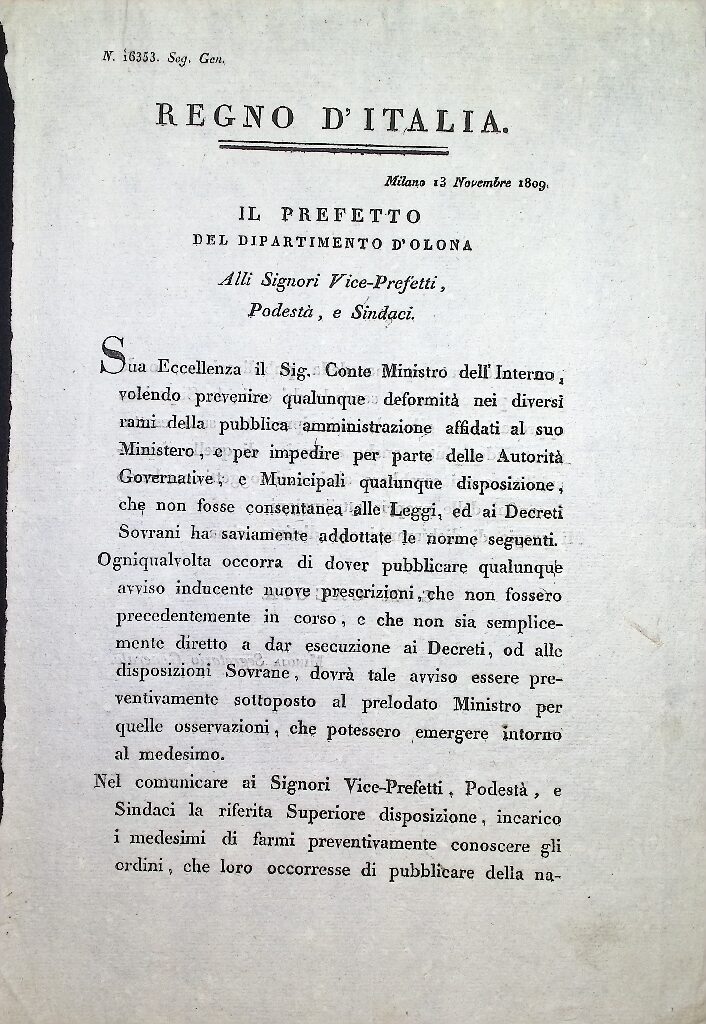 N. 16353. Seg. Gen.
REGNO D'ITALIA.
Milano 13 Novembre 1809.
IL PREFETTO
DEL DIPARTIMENTO D'OLONA
Alli Signori Vice-Prefetti,
Podestà, e Sindaci.
Sua Eccellenza il Sig. Conte Ministro dell'Interno,
volendo prevenire qualunque deformità nei diversi
rami della pubblica amministrazione affidati al suo
Ministero, e per impedire per parte delle Autorità
Governative, e Municipali qualunque disposizione,
che non fosse consentanea alle Leggi, ed ai Decreti
Sovrani ha saviamente addottate le norme seguenti.
Ogniqualvolta occorra di dover pubblicare qualunque
avviso inducente nuove prescrizioni, che non fossero
precedentemente in corso, e che non sia semplice-
mente diretto a dar esecuzione ai Decreti, od alle
disposizioni Sovrane, dovrà tale avviso essere pre-
ventivamente sottoposto al prelodato Ministro per
quelle osservazioni, che potessero emergere intorno
al medesimo.
Nel comunicare ai Signori Vice-Prefetti, Podestà, e
Sindaci la riferita Superiore disposizione, incarico
i medesimi di farmi preventivamente conoscere gli
ordini, che loro occorresse di pubblicare della na-